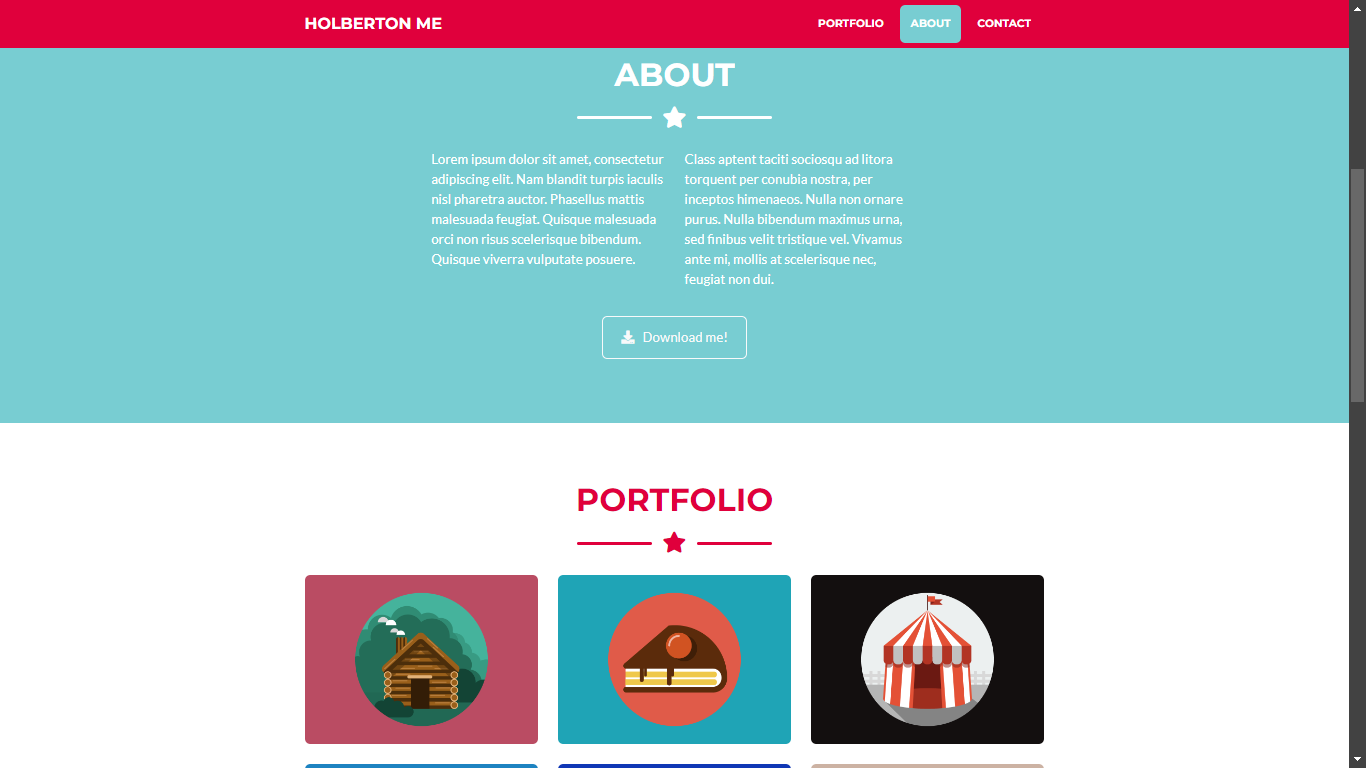 HOLBERTON ME
PORTFOLIO
ABOUT
CONTACT
ABOUT
Lorem ipsum dolor sit amet, consectetur
adipiscing elit. Nam blandit turpis iaculis
nisl pharetra auctor. Phasellus mattis
malesuada feugiat. Quisque malesuada
orci non risus scelerisque bibendum.
Quisque viverra vulputate posuere.
Class aptent taciti sociosqu ad litora
torquent per conubia nostra, per
inceptos himenaeos. Nulla non ornare
purus. Nulla bibendum maximus urna,
sed finibus velit tristique vel. Vivamus
ante mi, mollis at scelerisque nec,
feugiat non dui.
Download me!
PORTFOLIO